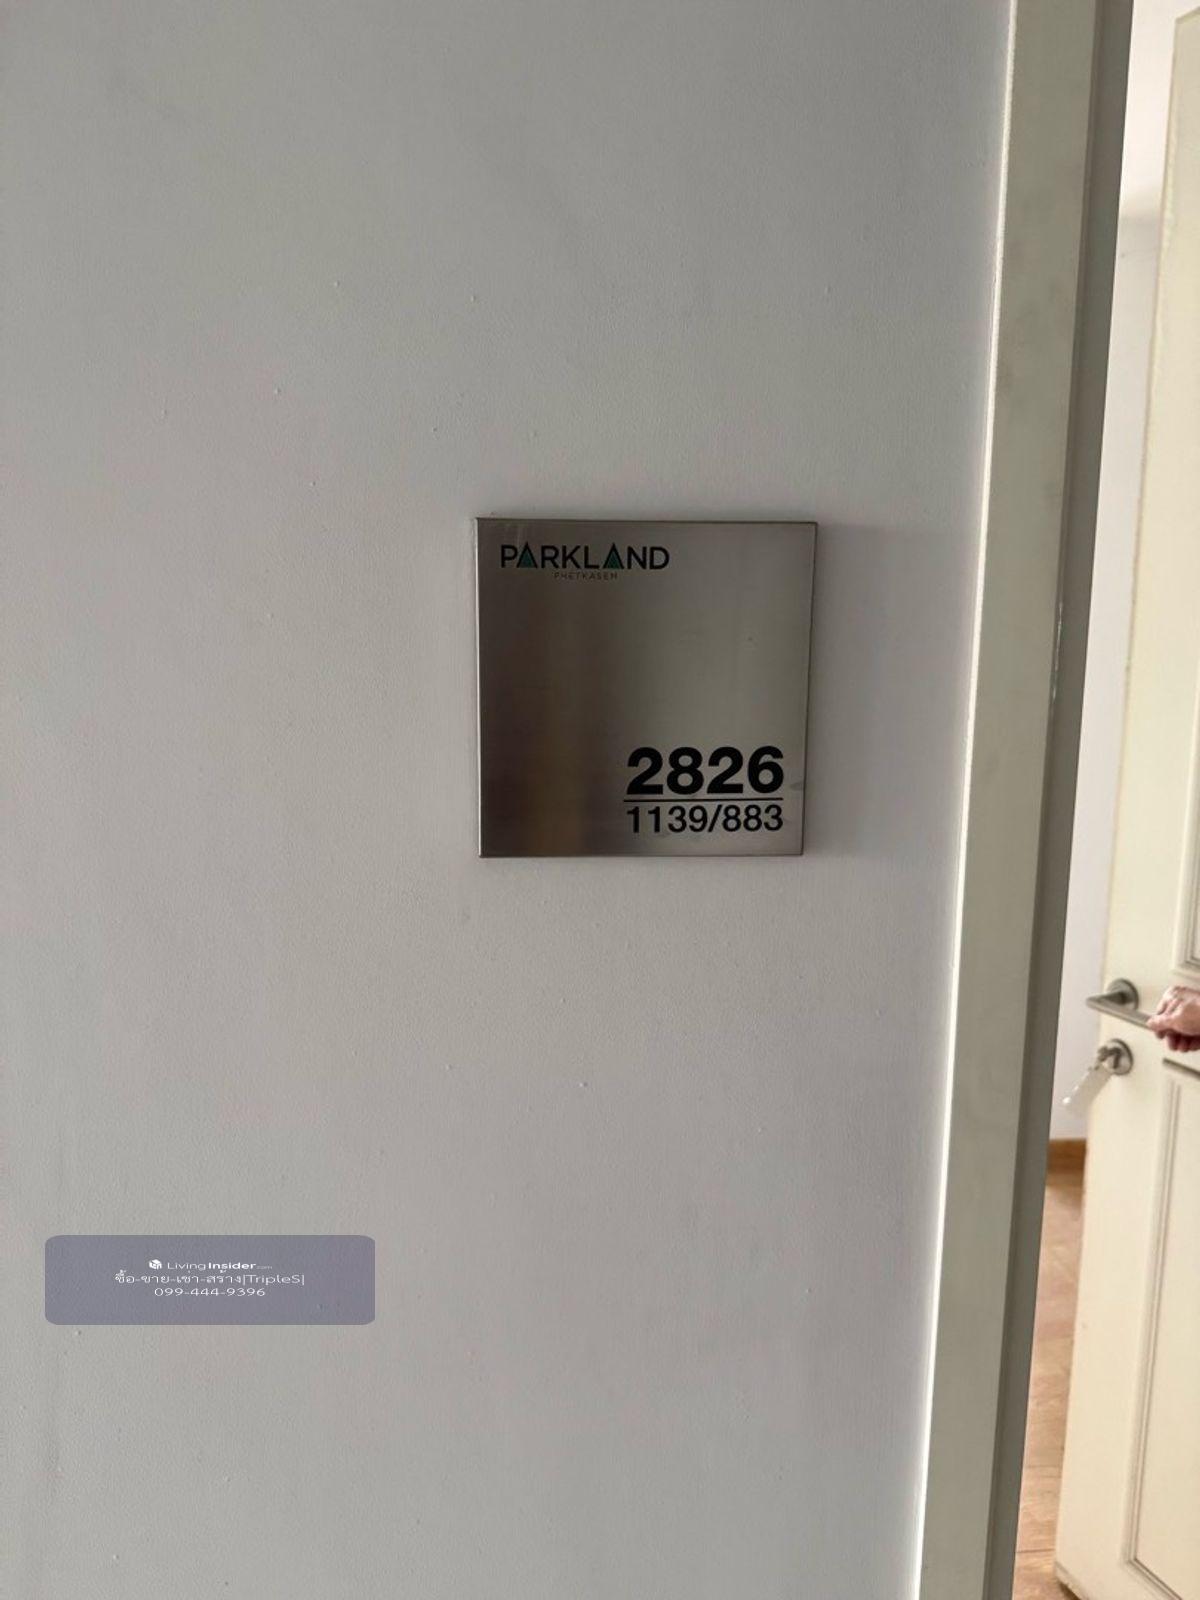 PARKLAND
PHETKASEM
2826
1139/883
LivingInsider.com
ซื้อ-ขาย-เช่า-สร้าง|TripleS|
099-444-9396